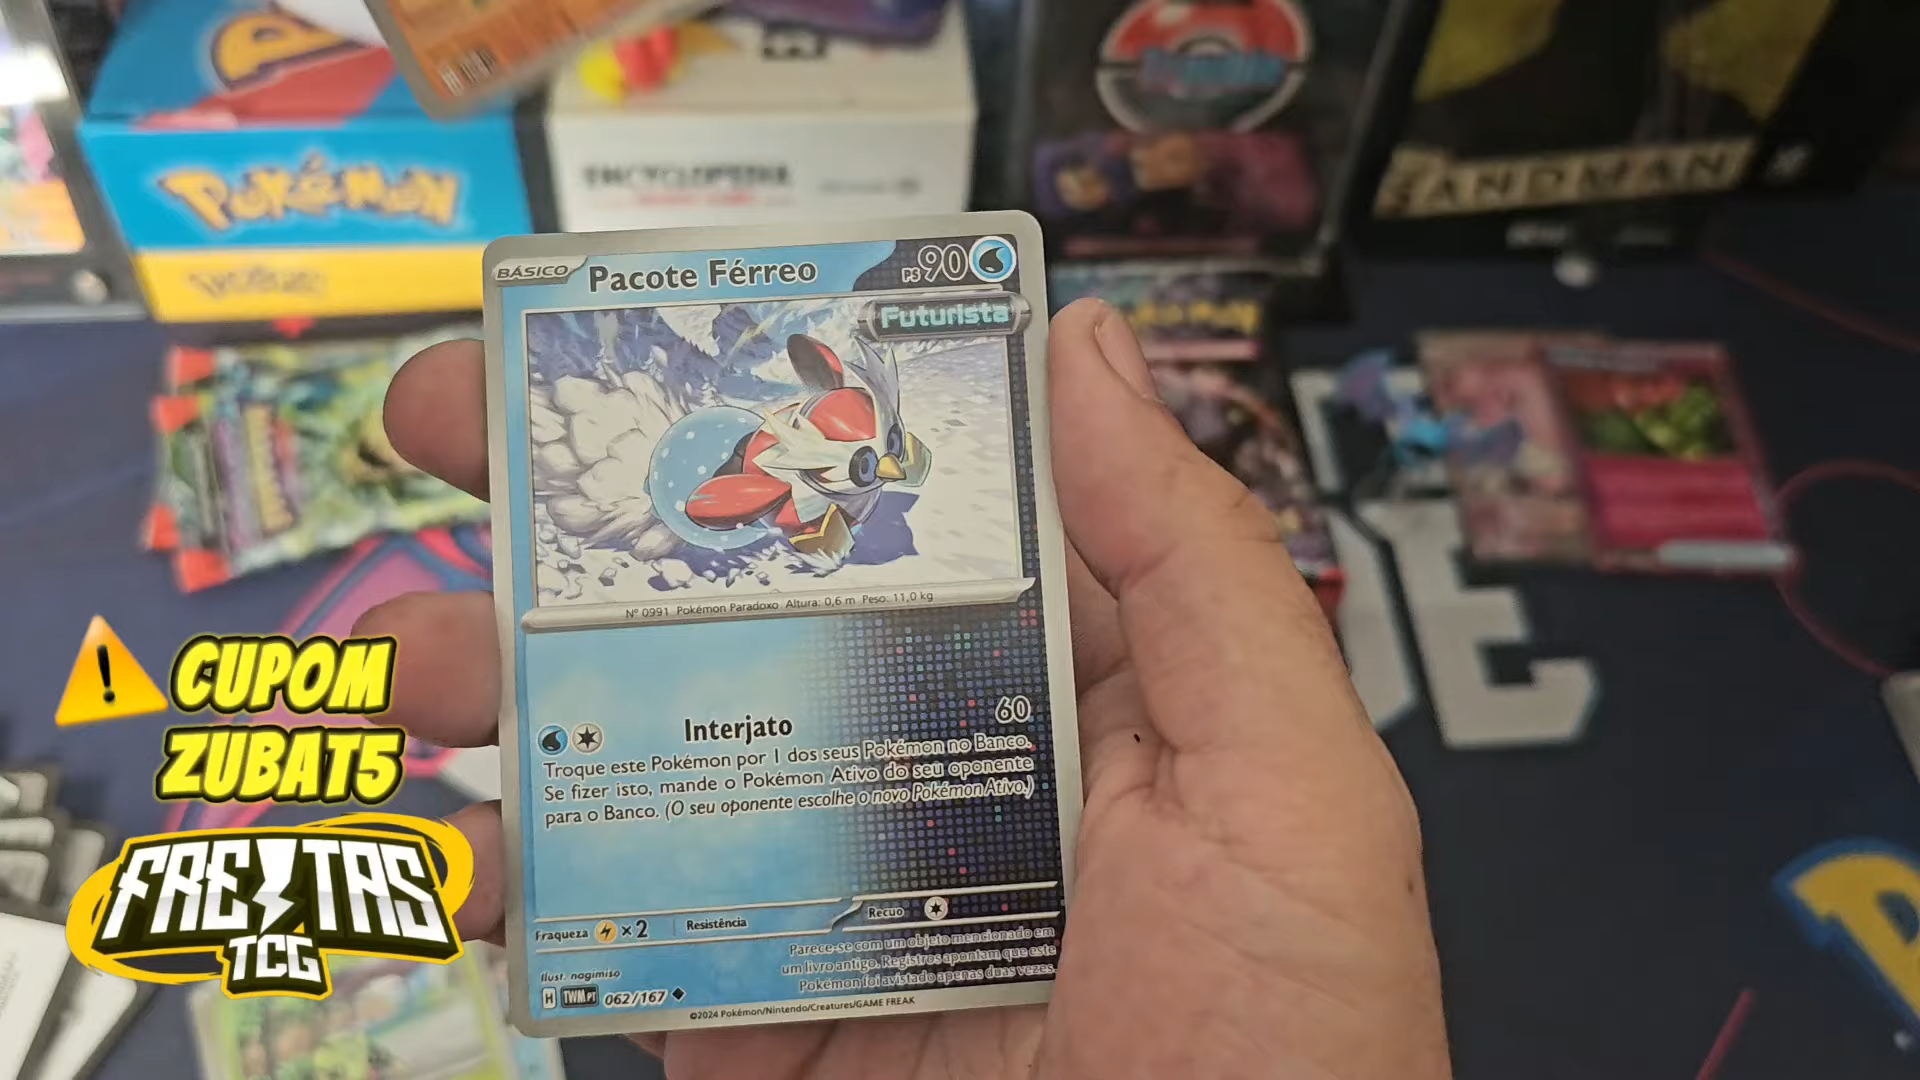 Pokémon
ENCYCLOPEDIA
SANDMAN
BÁSICO
Pacote Férreo
PS 90
Futurista
Nº 0991 Pokémon Paradoxo Altura: 0,6 m Peso: 11,0 kg
Interjato
60
Troque este Pokémon por 1 dos seus Pokémon no Banco.
Se fizer isto, mande o Pokémon Ativo do seu oponente
para o Banco. (O seu oponente escolhe o novo Pokémon Ativo.)
Fraqueza ×2
Resistência
Recuo
Parece-se com um objeto mencionado em
um livro antigo. Registros apontam que este
Pokémon foi avistado apenas duas vezes.
Ilust. nagimiso
H TWM PT 062/167
©2024 Pokémon/Nintendo/Creatures/GAME FREAK
CUPOM
ZUBAT5
FREITAS
TCG